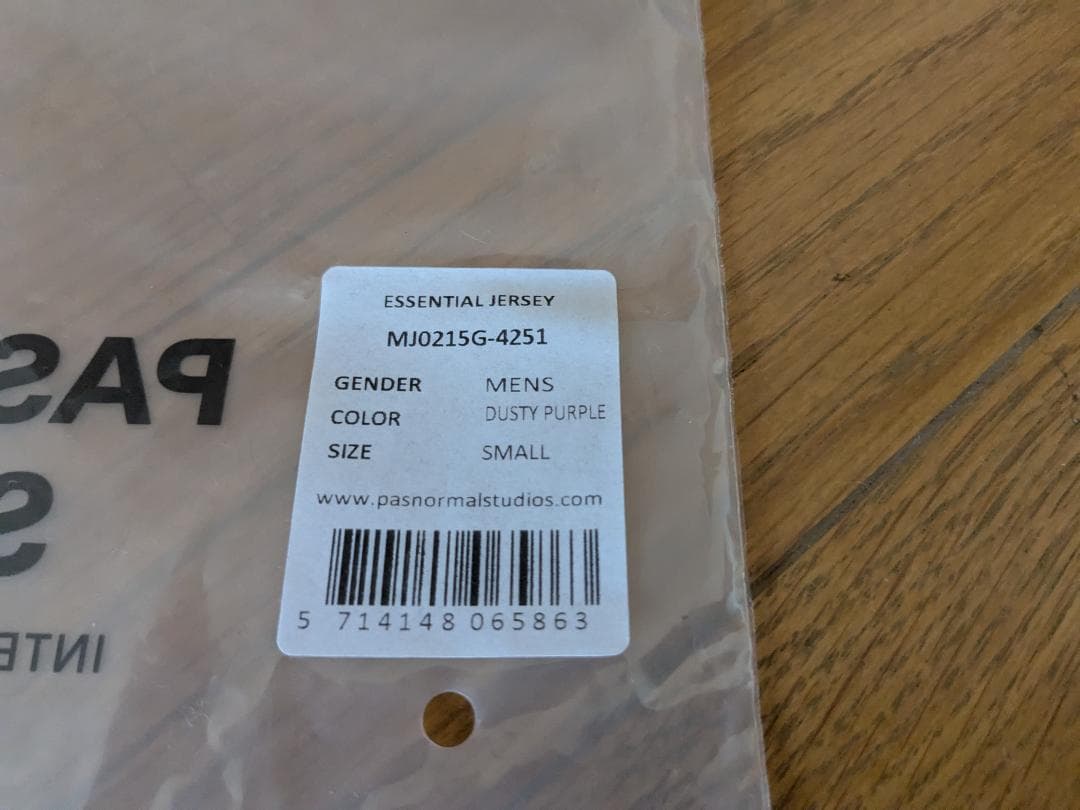 ESSENTIAL JERSEY
MJ0215G-4251
GENDER MENS
COLOR DUSTY PURPLE
SIZE SMALL
www.pasnormalstudios.com
5 714148 065863
PAS
S
INTE